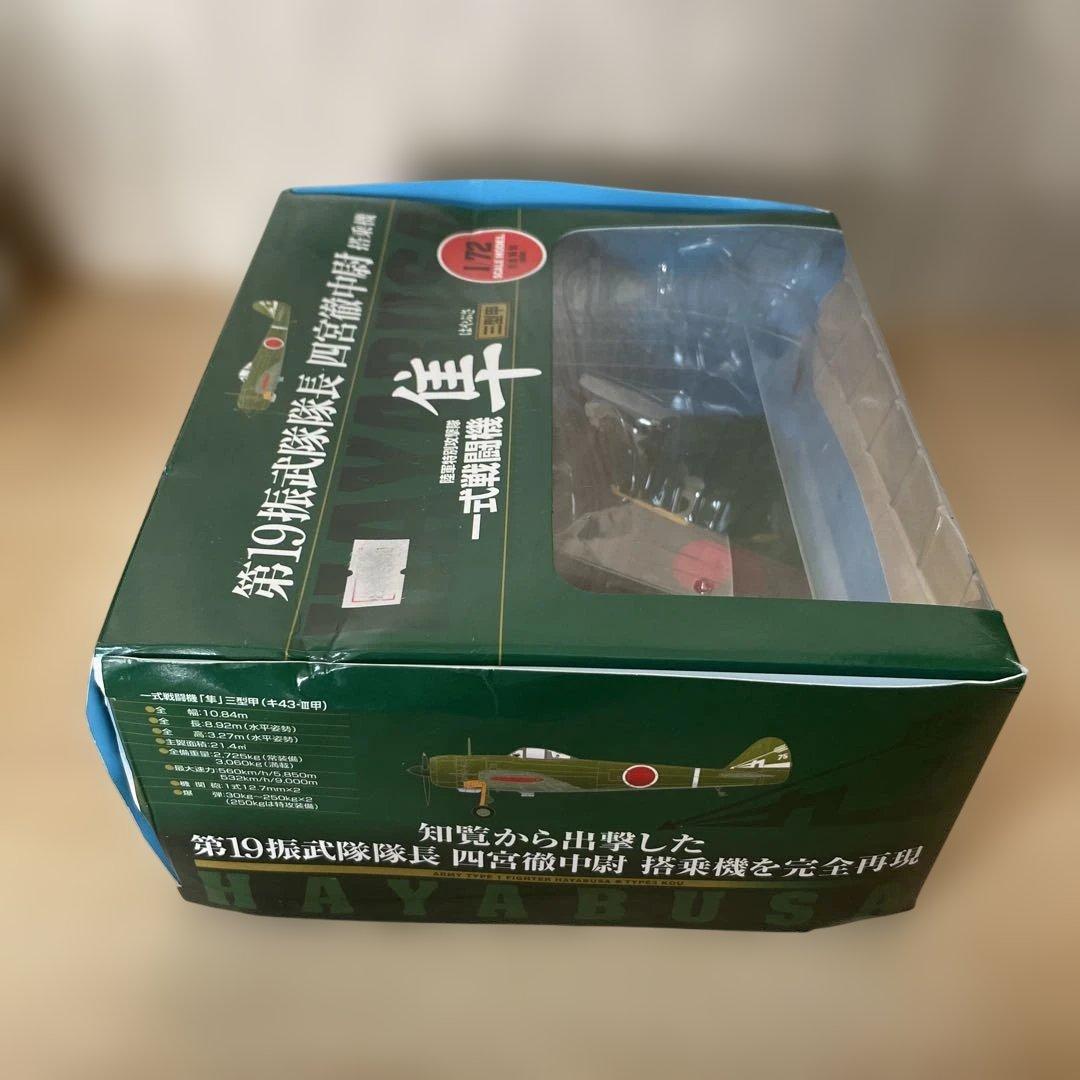 第19振武隊隊長 四宮徹中尉 搭乗機
1/72
SCALE MODEL
はやぶさ
三型甲
隼
陸軍特別攻撃隊
一式戦闘機
一式戦闘機「隼」三型甲(キ43-Ⅲ甲)
●全 幅:10.84m
●全 長:8.92m(水平姿勢)
●全 高:3.27m(水平姿勢)
●主翼面積:21.4㎡
●全備重量:2,725kg(常装備)
3,060kg(満載)
●最大速力:560km/h/5,850m
532km/h/9,000m
●機 関 砲:1式12.7mm×2
●爆 弾:30kg〜250kg×2
(250kgは特攻装備)
75
知覧から出撃した
第19振武隊隊長 四宮徹中尉 搭乗機を完全再現
ARMY TYPE 1 FIGHTER HAYABUSA & TYPE3 KOU
HAYABUSA